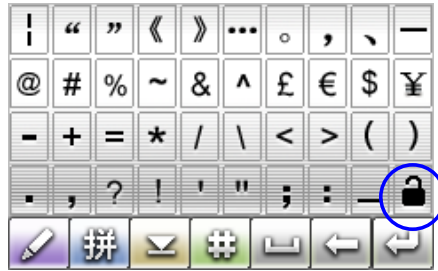 ¦ “ ” 《 》 … 。 , 、 —
@ # % ~ & ^ £ € $ ¥
- + = * / \ < > ( )
. , ? ! ' " ; : _
拼 #